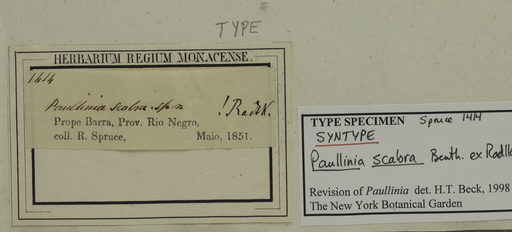 TYPE
HERBARIUM REGIUM MONACENSE.
1414
Paullinia scabra. sp. n ! Radlk.
Prope Barra, Prov. Rio Negro,
coll. R. Spruce, Maio, 1851.
TYPE SPECIMEN Spruce 1414
SYNTYPE
Paullinia scabra Benth. ex Radlk
Revision of Paullinia det. H.T. Beck, 1998
The New York Botanical Garden